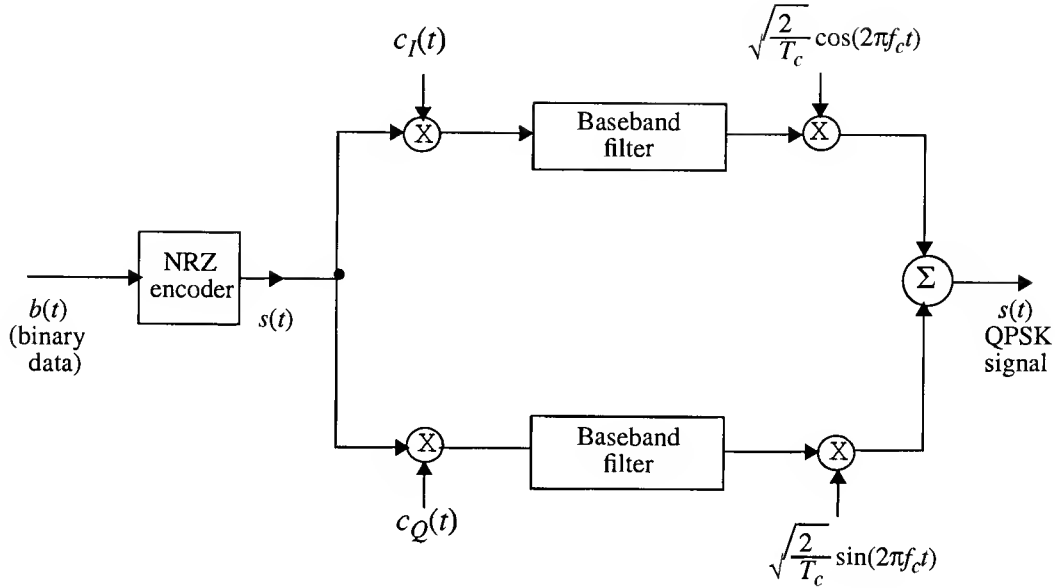 c_I(t)
√(2/T_c) cos(2πf_c t)
X
Baseband
filter
X
NRZ
encoder
b(t)
(binary
data)
s(t)
Σ
s(t)
QPSK
signal
X
Baseband
filter
X
c_Q(t)
√(2/T_c) sin(2πf_c t)